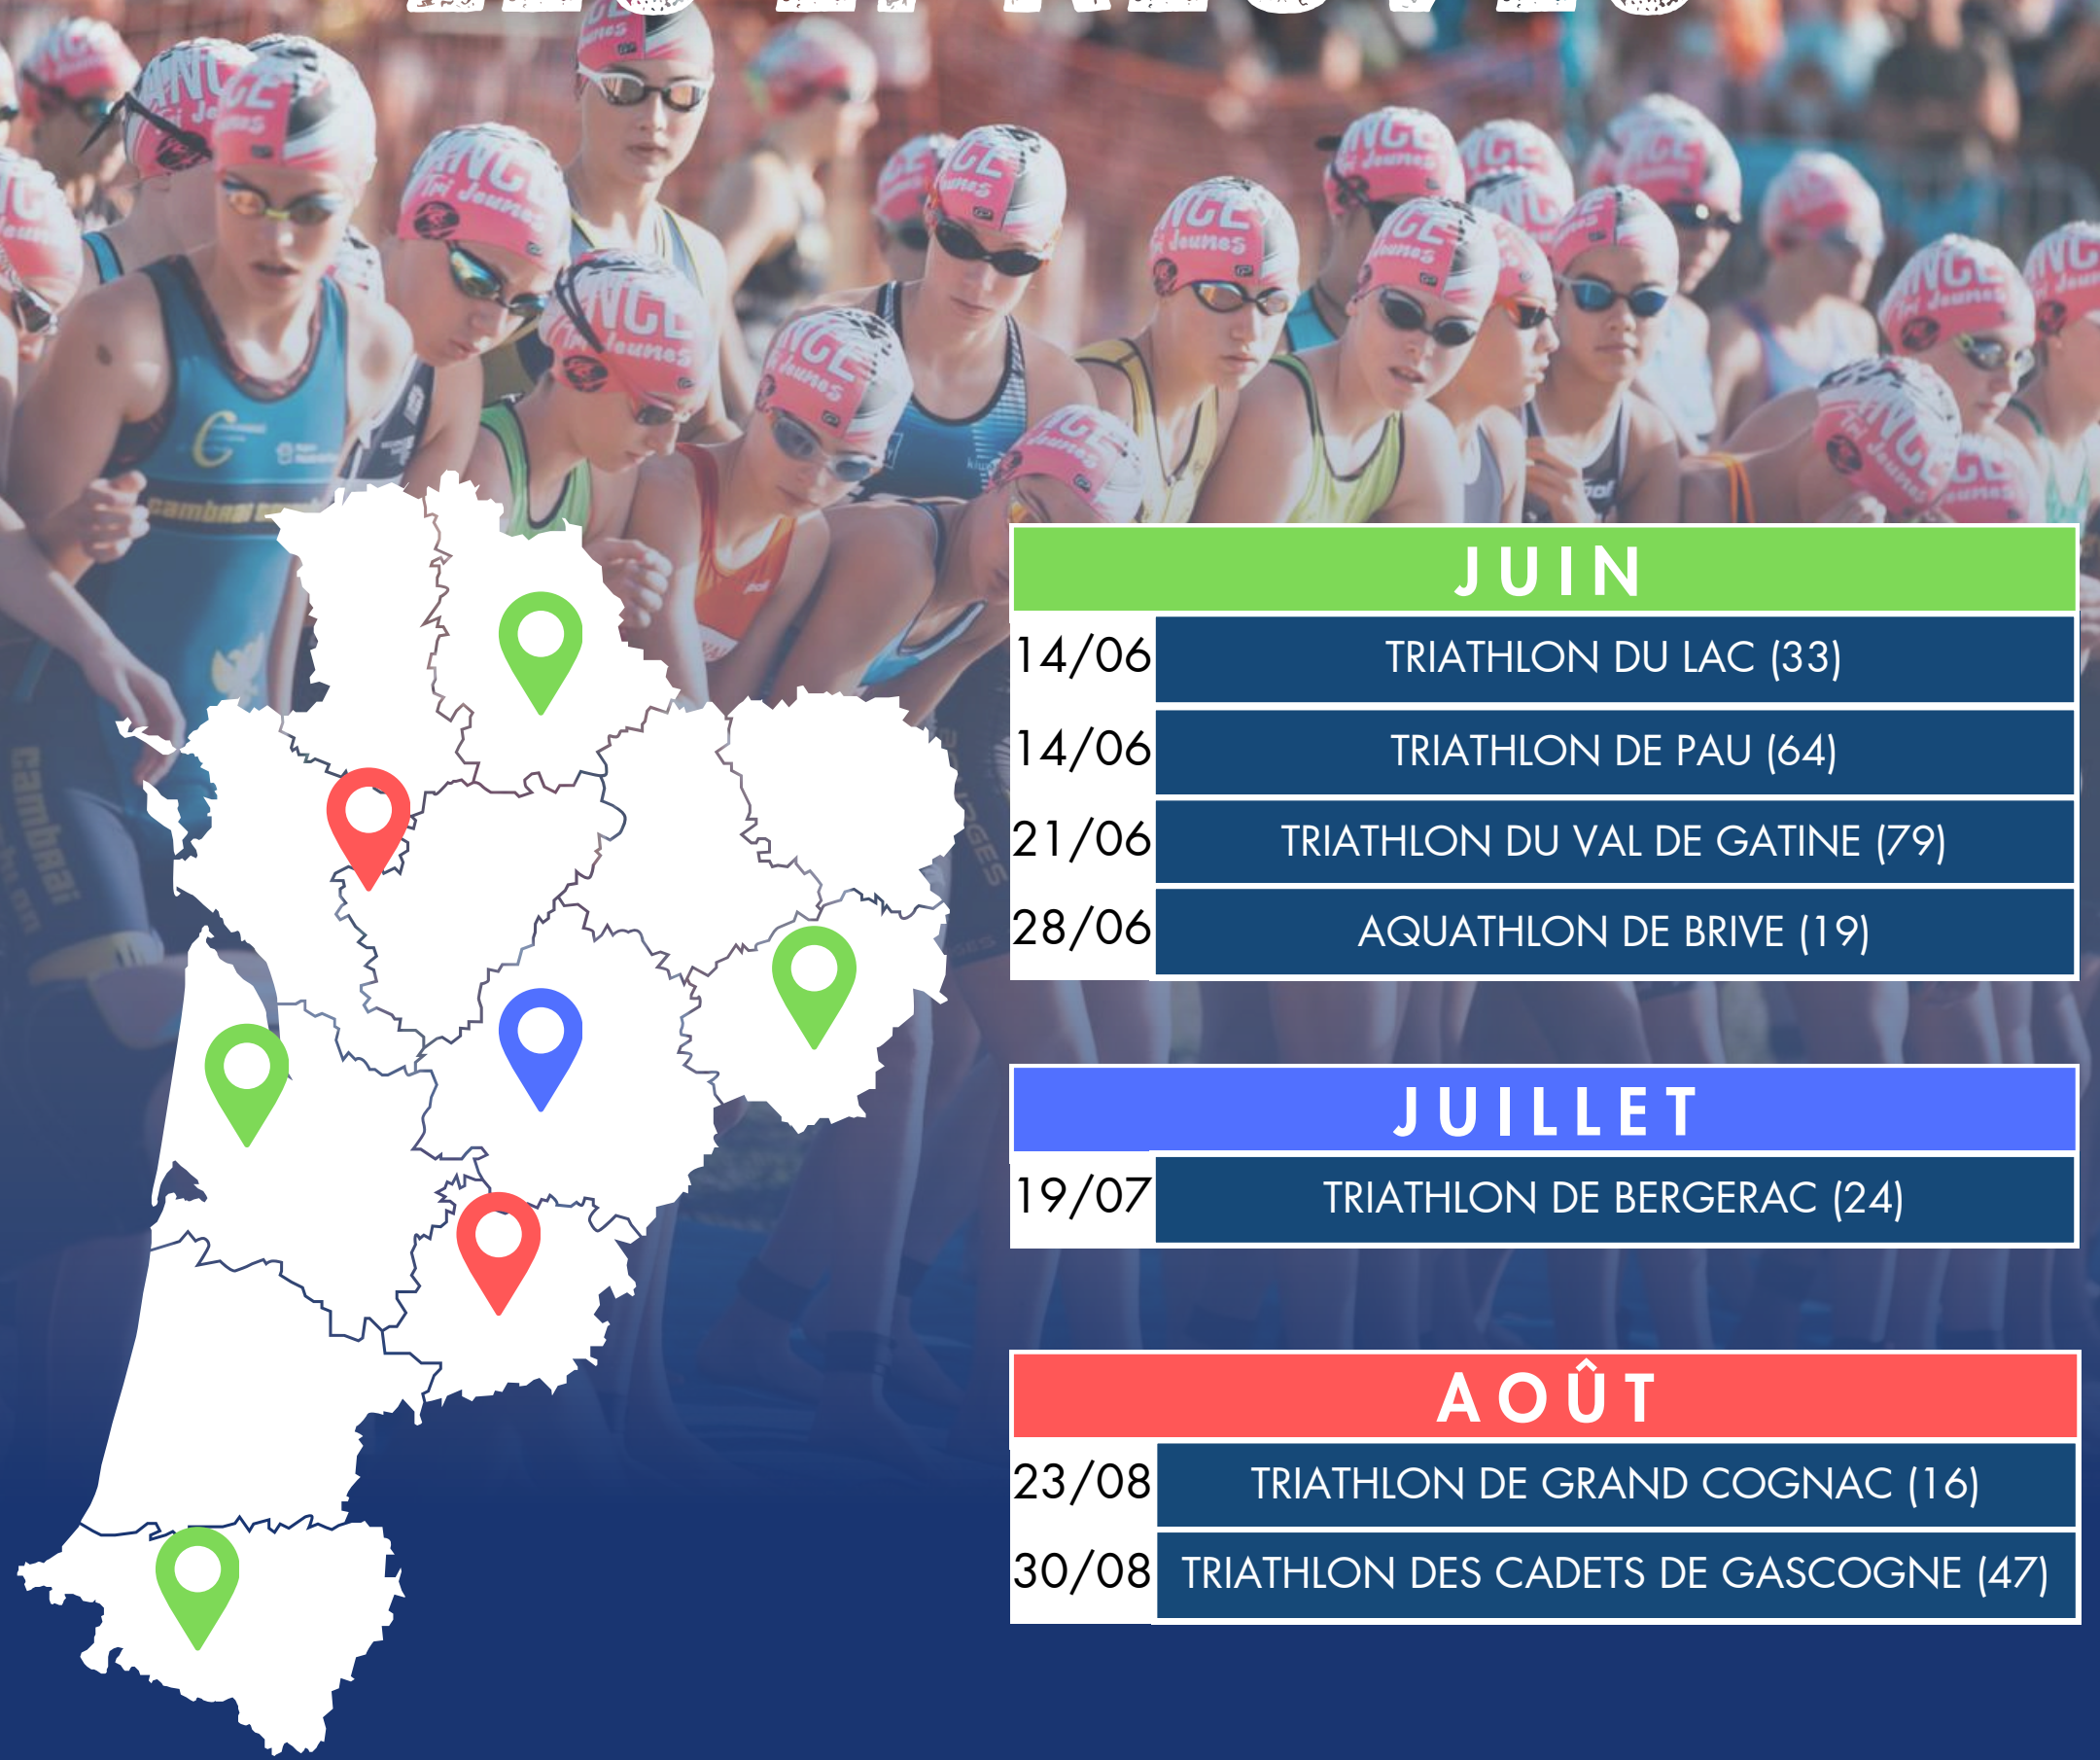 JUIN
14/06 TRIATHLON DU LAC (33)
14/06 TRIATHLON DE PAU (64)
21/06 TRIATHLON DU VAL DE GATINE (79)
28/06 AQUATHLON DE BRIVE (19)
JUILLET
19/07 TRIATHLON DE BERGERAC (24)
AOÛT
23/08 TRIATHLON DE GRAND COGNAC (16)
30/08 TRIATHLON DES CADETS DE GASCOGNE (47)